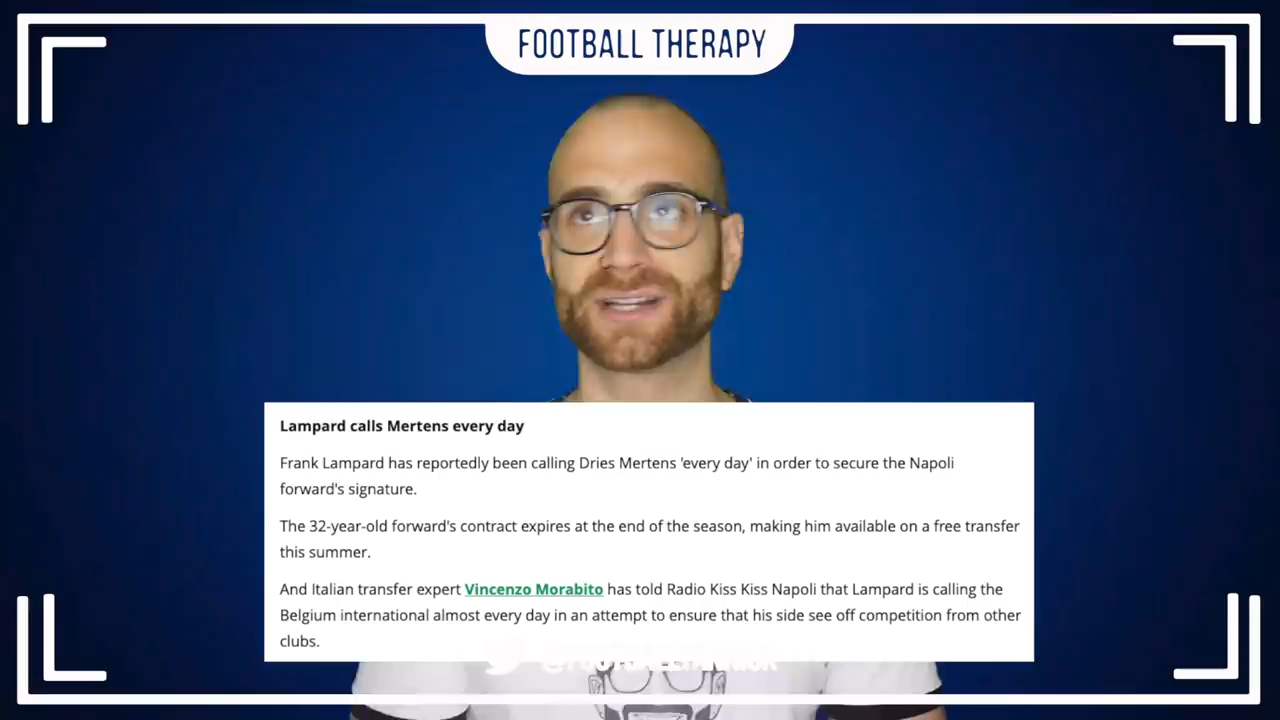 FOOTBALL THERAPY
Lampard calls Mertens every day
Frank Lampard has reportedly been calling Dries Mertens 'every day' in order to secure the Napoli
forward's signature.
The 32-year-old forward's contract expires at the end of the season, making him available on a free transfer
this summer.
And Italian transfer expert Vincenzo Morabito has told Radio Kiss Kiss Napoli that Lampard is calling the
Belgium international almost every day in an attempt to ensure that his side see off competition from other
clubs.